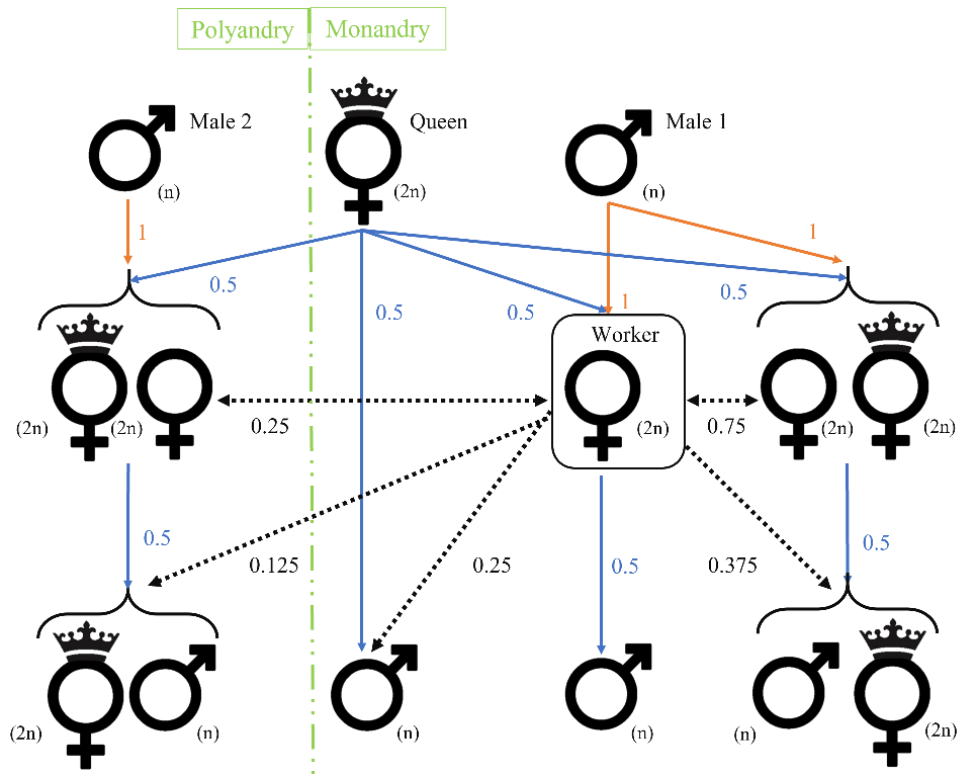 Polyandry Monandry
Male 2 Queen Male 1
(n) (2n) (n)
1 1
0.5 0.5 0.5 1 0.5
Worker
(2n) (2n) 0.25 (2n) 0.75 (2n) (2n)
0.5 0.125 0.25 0.5 0.375 0.5
(2n) (n) (n) (n) (n) (2n)